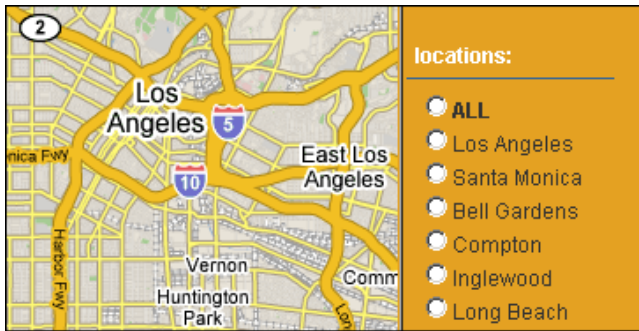 2
Los
Angeles
5
nica Fwy
East Los
Angeles
10
Harbor Fwy
Vernon
Comm
Huntington
Park
Lon
locations:
ALL
Los Angeles
Santa Monica
Bell Gardens
Compton
Inglewood
Long Beach